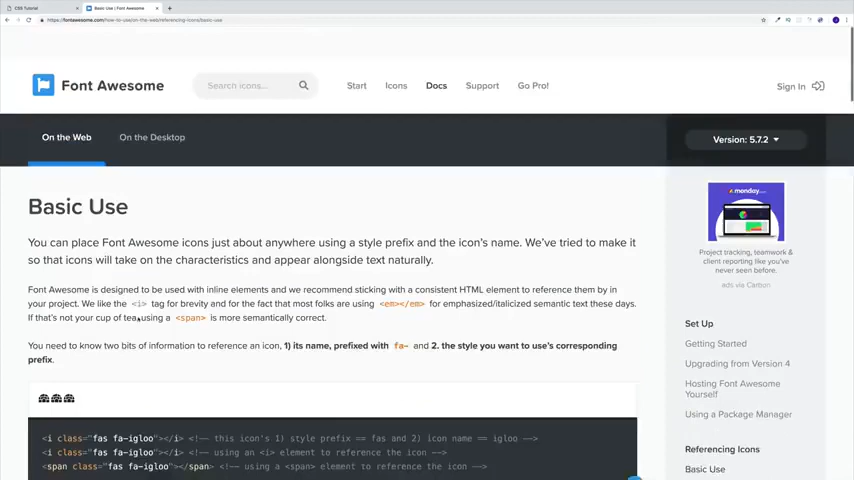 CSS Tutorial
Basic Use | Font Awesome
https://fontawesome.com/how-to-use/on-the-web/referencing-icons/basic-use
Font Awesome
Search icons...
Start
Icons
Docs
Support
Go Pro!
Sign In
On the Web
On the Desktop
Version: 5.7.2
Basic Use
You can place Font Awesome icons just about anywhere using a style prefix and the icon's name. We've tried to make it
so that icons will take on the characteristics and appear alongside text naturally.
Font Awesome is designed to be used with inline elements and we recommend sticking with a consistent HTML element to reference them by in
your project. We like the <i> tag for brevity and for the fact that most folks are using <em></em> for emphasized/italicized semantic text these days.
If that's not your cup of tea, using a <span> is more semantically correct.
You need to know two bits of information to reference an icon, 1) its name, prefixed with fa- and 2. the style you want to use's corresponding
prefix.
<i class="fas fa-igloo"></i> <!-- this icon's 1) style prefix == fas and 2) icon name == igloo -->
<i class="fas fa-igloo"></i> <!-- using an <i> element to reference the icon -->
<span class="fas fa-igloo"></span> <!-- using a <span> element to reference the icon -->
monday.com
Project tracking, teamwork &
client reporting like you've
never seen before.
ads via Carbon
Set Up
Getting Started
Upgrading from Version 4
Hosting Font Awesome
Yourself
Using a Package Manager
Referencing Icons
Basic Use